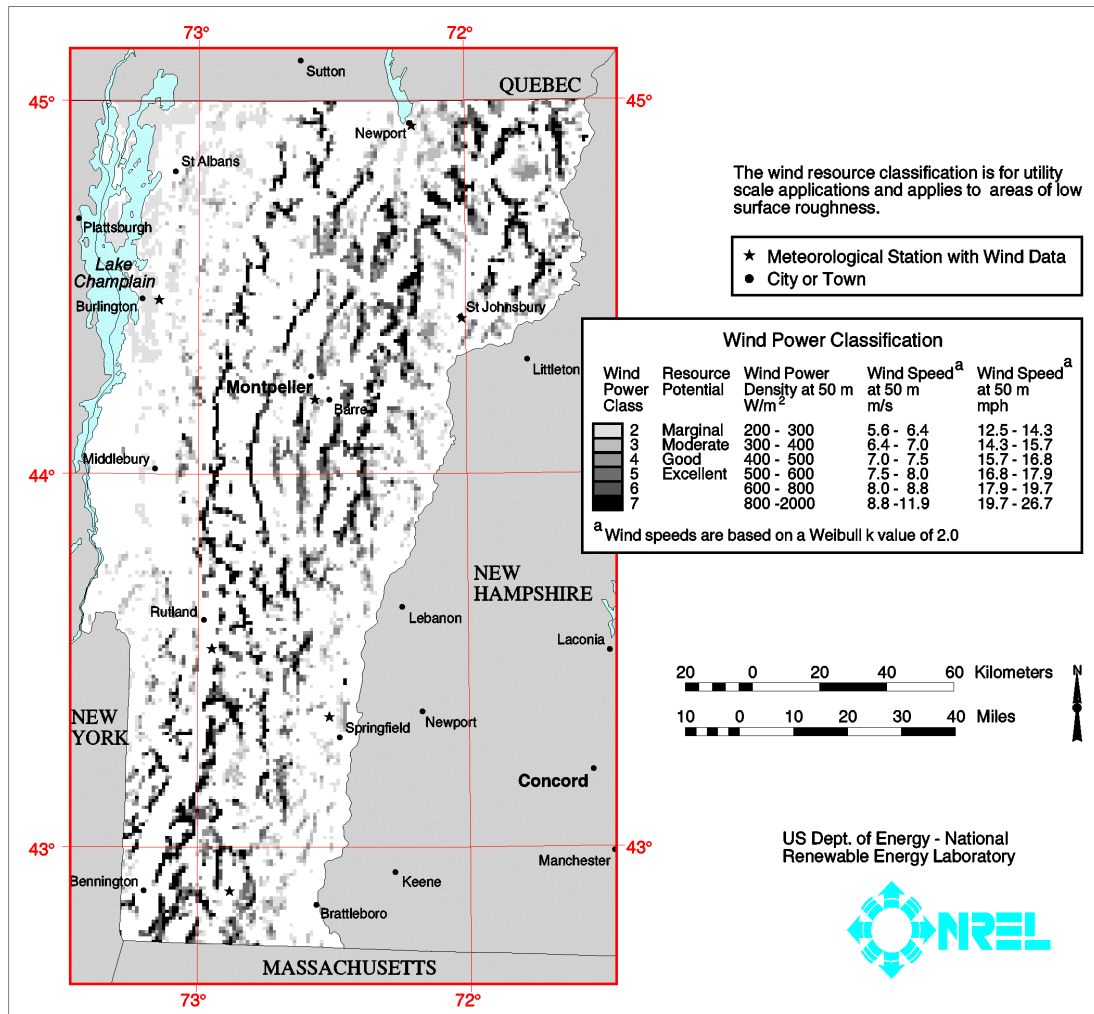 73°
72°
Sutton
QUEBEC
45°
45°
Newport
St Albans
Plattsburgh
Lake
Champlain
Burlington
St Johnsbury
Littleton
Montpelier
Barre
Middlebury
44°
NEW
HAMPSHIRE
Rutland
Lebanon
Laconia
NEW
YORK
Newport
Springfield
Concord
43°
43°
Manchester
Bennington
Keene
Brattleboro
MASSACHUSETTS
73°
72°
The wind resource classification is for utility
scale applications and applies to areas of low
surface roughness.
Meteorological Station with Wind Data
City or Town
Wind Power Classification
Wind Resource Wind Power Wind Speed a Wind Speed a
Power Potential Density at 50 m at 50 m at 50 m
Class W/m2 m/s mph
2 Marginal 200 - 300 5.6 - 6.4 12.5 - 14.3
3 Moderate 300 - 400 6.4 - 7.0 14.3 - 15.7
4 Good 400 - 500 7.0 - 7.5 15.7 - 16.8
5 Excellent 500 - 600 7.5 - 8.0 16.8 - 17.9
6 600 - 800 8.0 - 8.8 17.9 - 19.7
7 800 -2000 8.8 -11.9 19.7 - 26.7
a Wind speeds are based on a Weibull k value of 2.0
20 0 20 40 60 Kilometers
10 0 10 20 30 40 Miles
N
US Dept. of Energy - National
Renewable Energy Laboratory
NREL